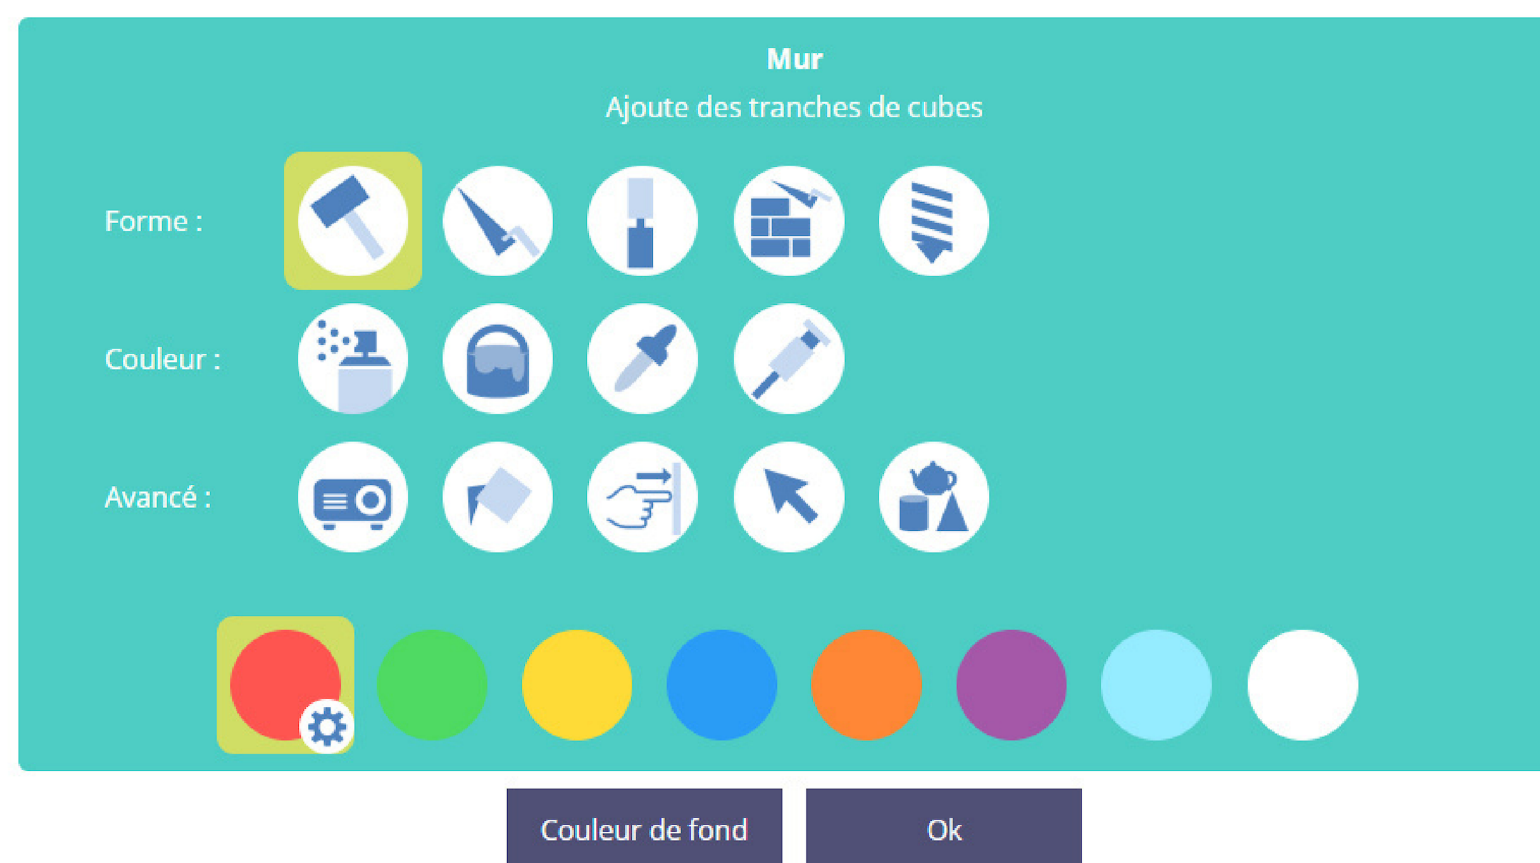 Mur
Ajoute des tranches de cubes
Forme :
Couleur :
Avancé :
Couleur de fond
Ok